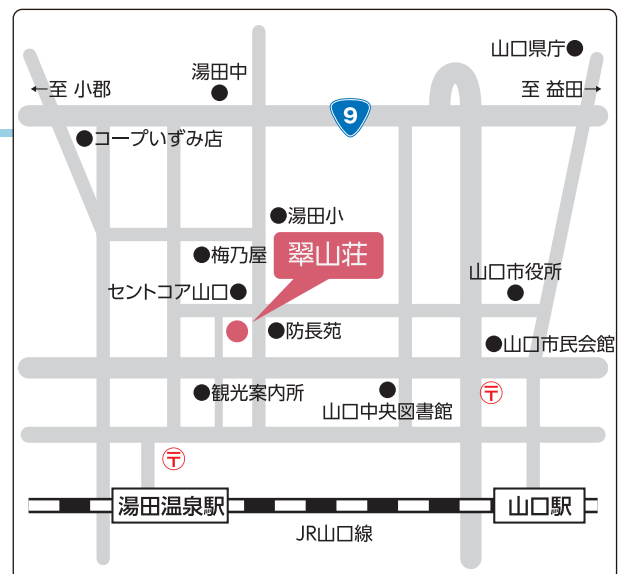 山口県庁
湯田中
←至 小郡
至 益田→
9
コープいずみ店
湯田小
翠山荘
梅乃屋
山口市役所
セントコア山口
防長苑
山口市民会館
観光案内所
〒
山口中央図書館
〒
湯田温泉駅
山口駅
JR山口線